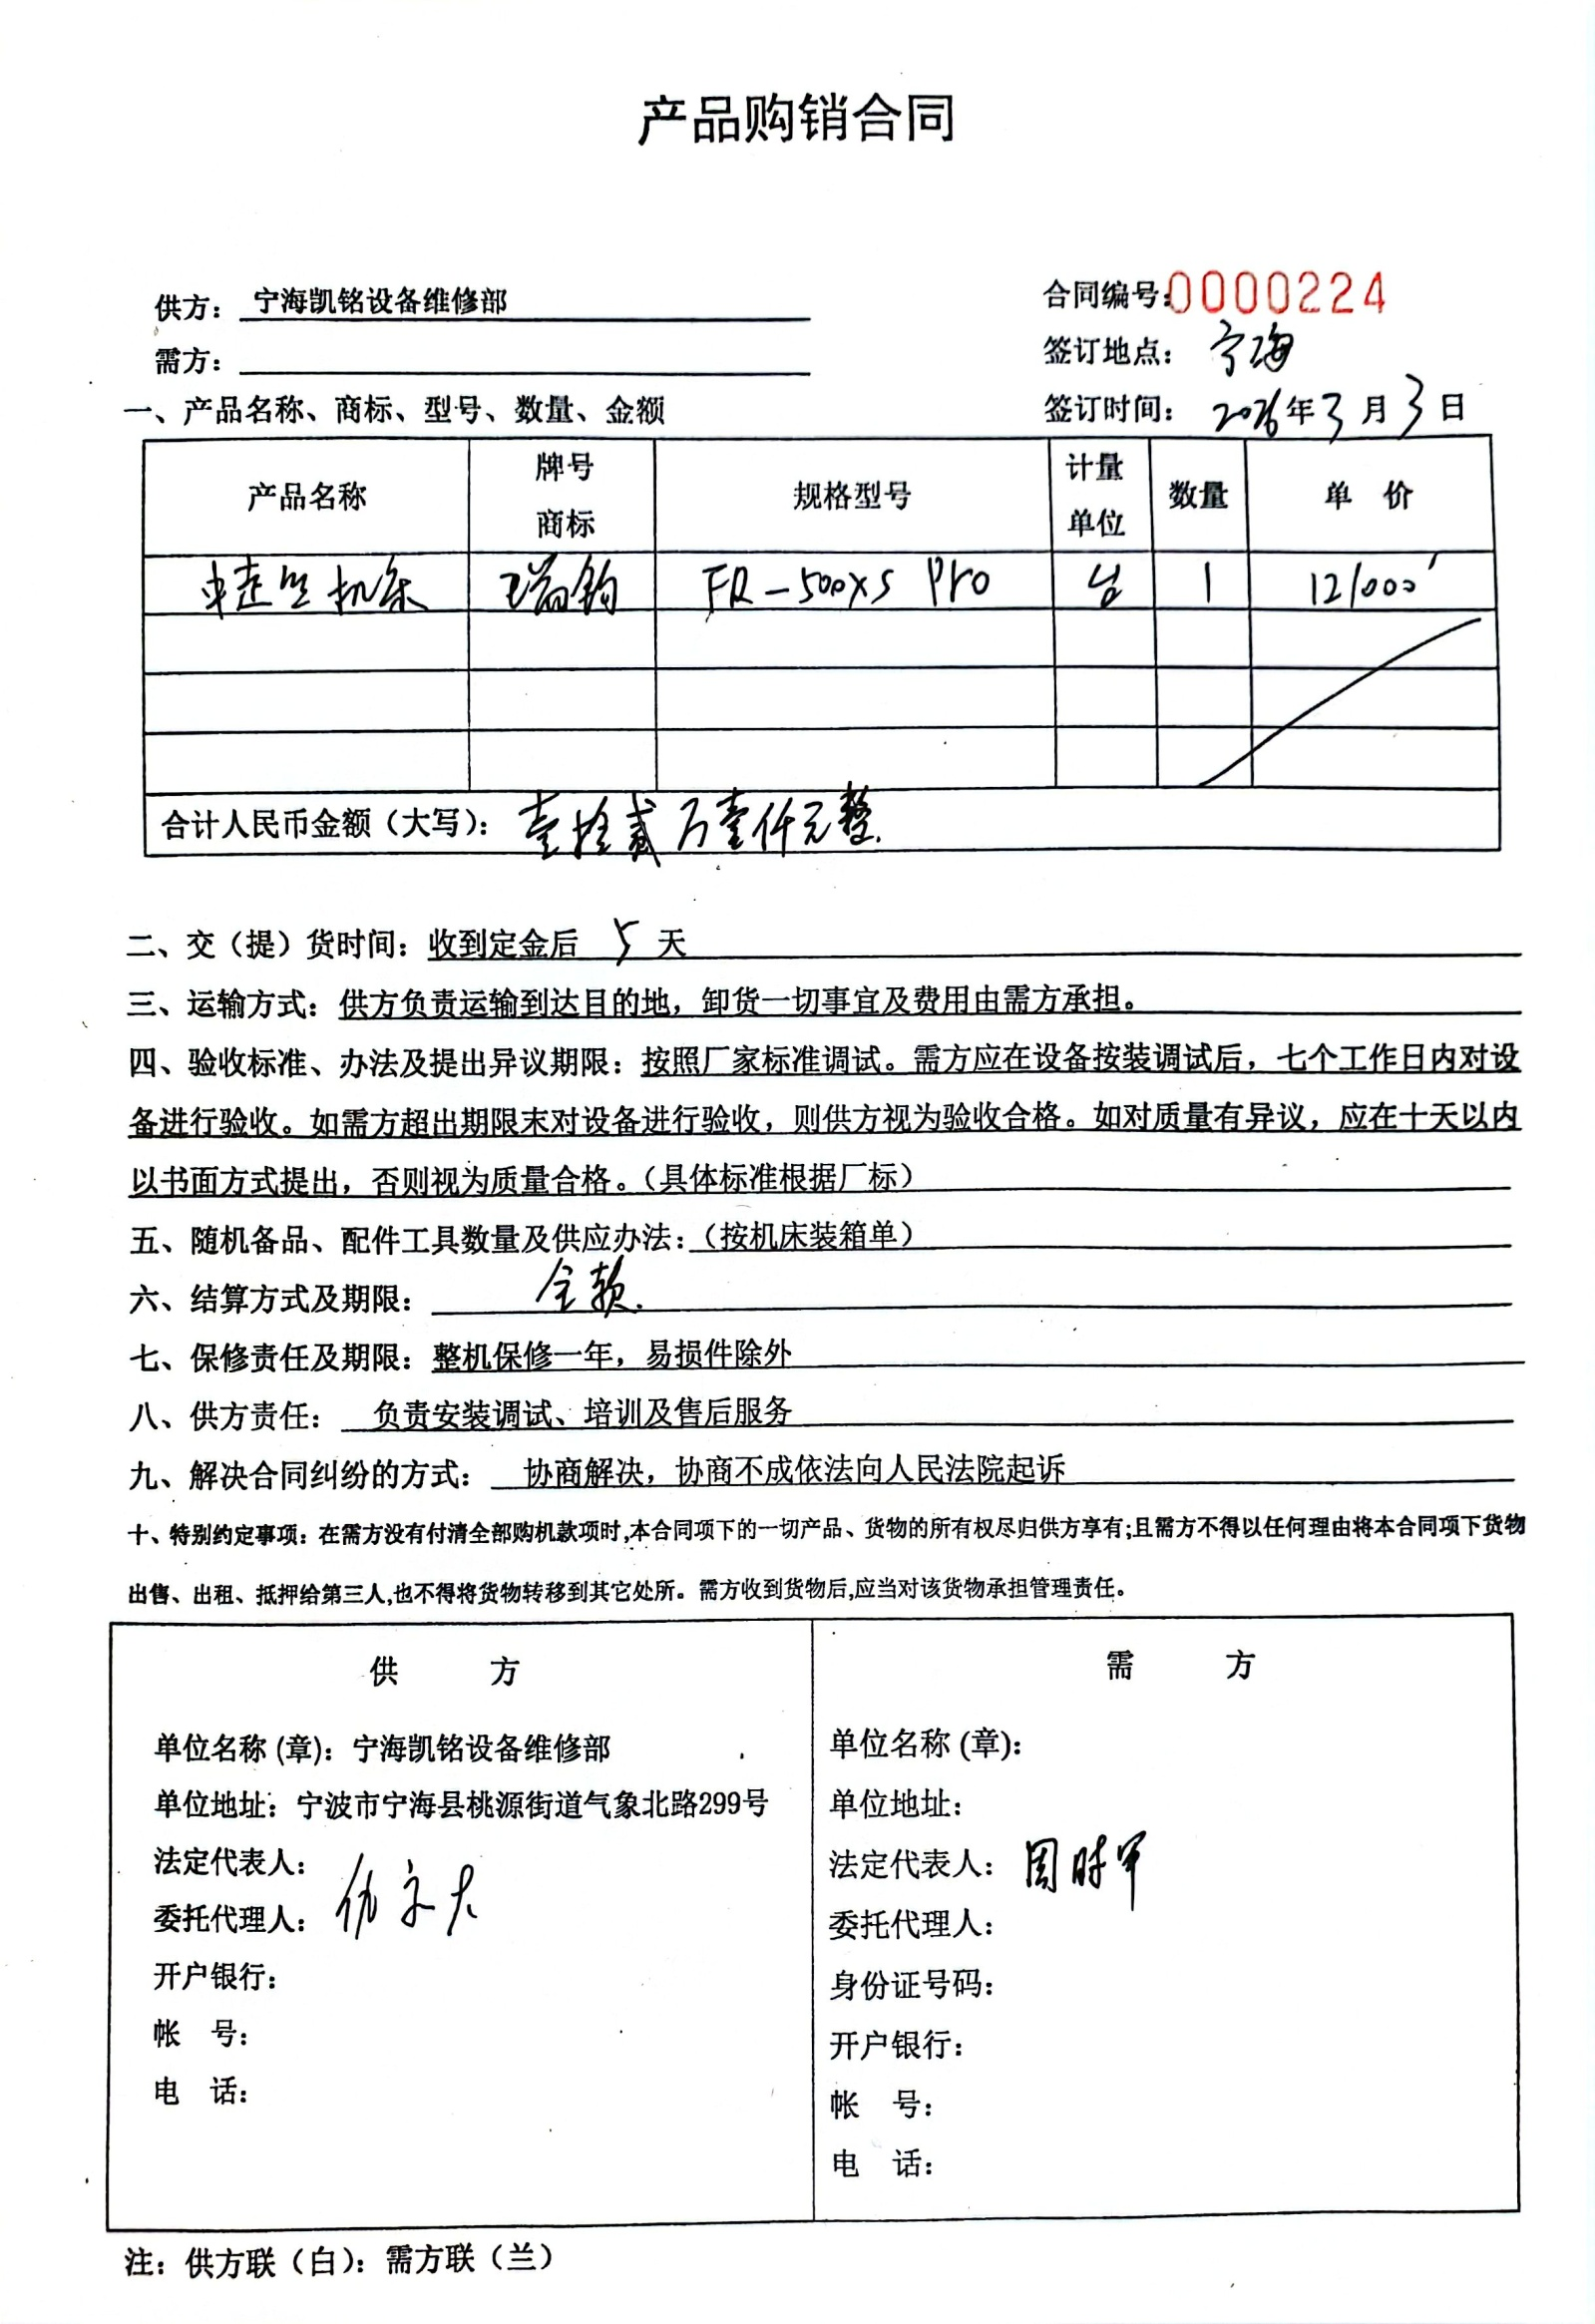 产品购销合同
供方：宁海凯铭设备维修部
合同编号:0000224
需方：
签订地点：宁海
一、产品名称、商标、型号、数量、金额
签订时间：2026年3月3日
产品名称 牌号商标 规格型号 计量单位 数量 单价
中走丝机床 瑞钧 FR-500XS Pro 台 1 121000
合计人民币金额（大写）：壹拾贰万壹仟元整.
二、交（提）货时间：收到定金后 5 天
三、运输方式：供方负责运输到达目的地，卸货一切事宜及费用由需方承担。
四、验收标准、办法及提出异议期限：按照厂家标准调试。需方应在设备按装调试后，七个工作日内对设
备进行验收。如需方超出期限末对设备进行验收，则供方视为验收合格。如对质量有异议，应在十天以内
以书面方式提出，否则视为质量合格。（具体标准根据厂标）
五、随机备品、配件工具数量及供应办法：（按机床装箱单）
六、结算方式及期限：全款.
七、保修责任及期限：整机保修一年，易损件除外
八、供方责任：负责安装调试、培训及售后服务
九、解决合同纠纷的方式：协商解决，协商不成依法向人民法院起诉
十、特别约定事项：在需方没有付清全部购机款项时,本合同项下的一切产品、货物的所有权尽归供方享有;且需方不得以任何理由将本合同项下货物
出售、出租、抵押给第三人,也不得将货物转移到其它处所。需方收到货物后,应当对该货物承担管理责任。
供 方
单位名称(章)：宁海凯铭设备维修部
单位地址：宁波市宁海县桃源街道气象北路299号
法定代表人：
委托代理人：
开户银行：
帐 号：
电 话：
需 方
单位名称(章)：
单位地址：
法定代表人：周时军
委托代理人：
身份证号码：
开户银行：
帐 号：
电 话：
注：供方联（白）：需方联（兰）